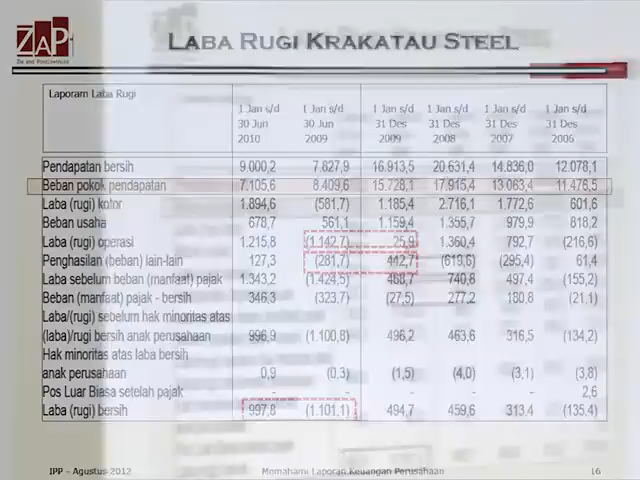 ZAP
Zia and Postlewaite
LABA RUGI KRAKATAU STEEL
Laporan Laba Rugi
1 Jan s/d 1 Jan s/d 1 Jan s/d 1 Jan s/d 1 Jan s/d 1 Jan s/d
30 Jun 30 Jun 31 Des 31 Des 31 Des 31 Des
2010 2009 2009 2008 2007 2006
Pendapatan bersih 9.000,2 7.827,9 16.913,5 20.631,4 14.836,0 12.078,1
Beban pokok pendapatan 7.105,6 8.409,6 15.728,1 17.915,4 13.063,4 11.476,5
Laba (rugi) kotor 1.894,6 (581,7) 1.185,4 2.716,1 1.772,6 601,6
Beban usaha 678,7 561,1 1.159,4 1.355,7 979,9 818,2
Laba (rugi) operasi 1.215,8 (1.142,7) 25,9 1.360,4 792,7 (216,6)
Penghasilan (beban) lain-lain 127,3 (281,7) 442,7 (619,6) (295,4) 61,4
Laba sebelum beban (manfaat) pajak 1.343,2 (1.424,5) 468,7 740,8 497,4 (155,2)
Beban (manfaat) pajak - bersih 346,3 (323,7) (27,5) 277,2 180,8 (21,1)
Laba/(rugi) sebelum hak minoritas atas
(laba)/rugi bersih anak perusahaan 996,9 (1.100,8) 496,2 463,6 316,5 (134,2)
Hak minoritas atas laba bersih
anak perusahaan 0,9 (0,3) (1,5) (4,0) (3,1) (3,8)
Pos Luar Biasa setelah pajak - - - - - 2,6
Laba (rugi) bersih 997,8 (1.101,1) 494,7 459,6 313,4 (135,4)
IPP - Agustus 2012 Memahami Laporan Keuangan Perusahaan 16